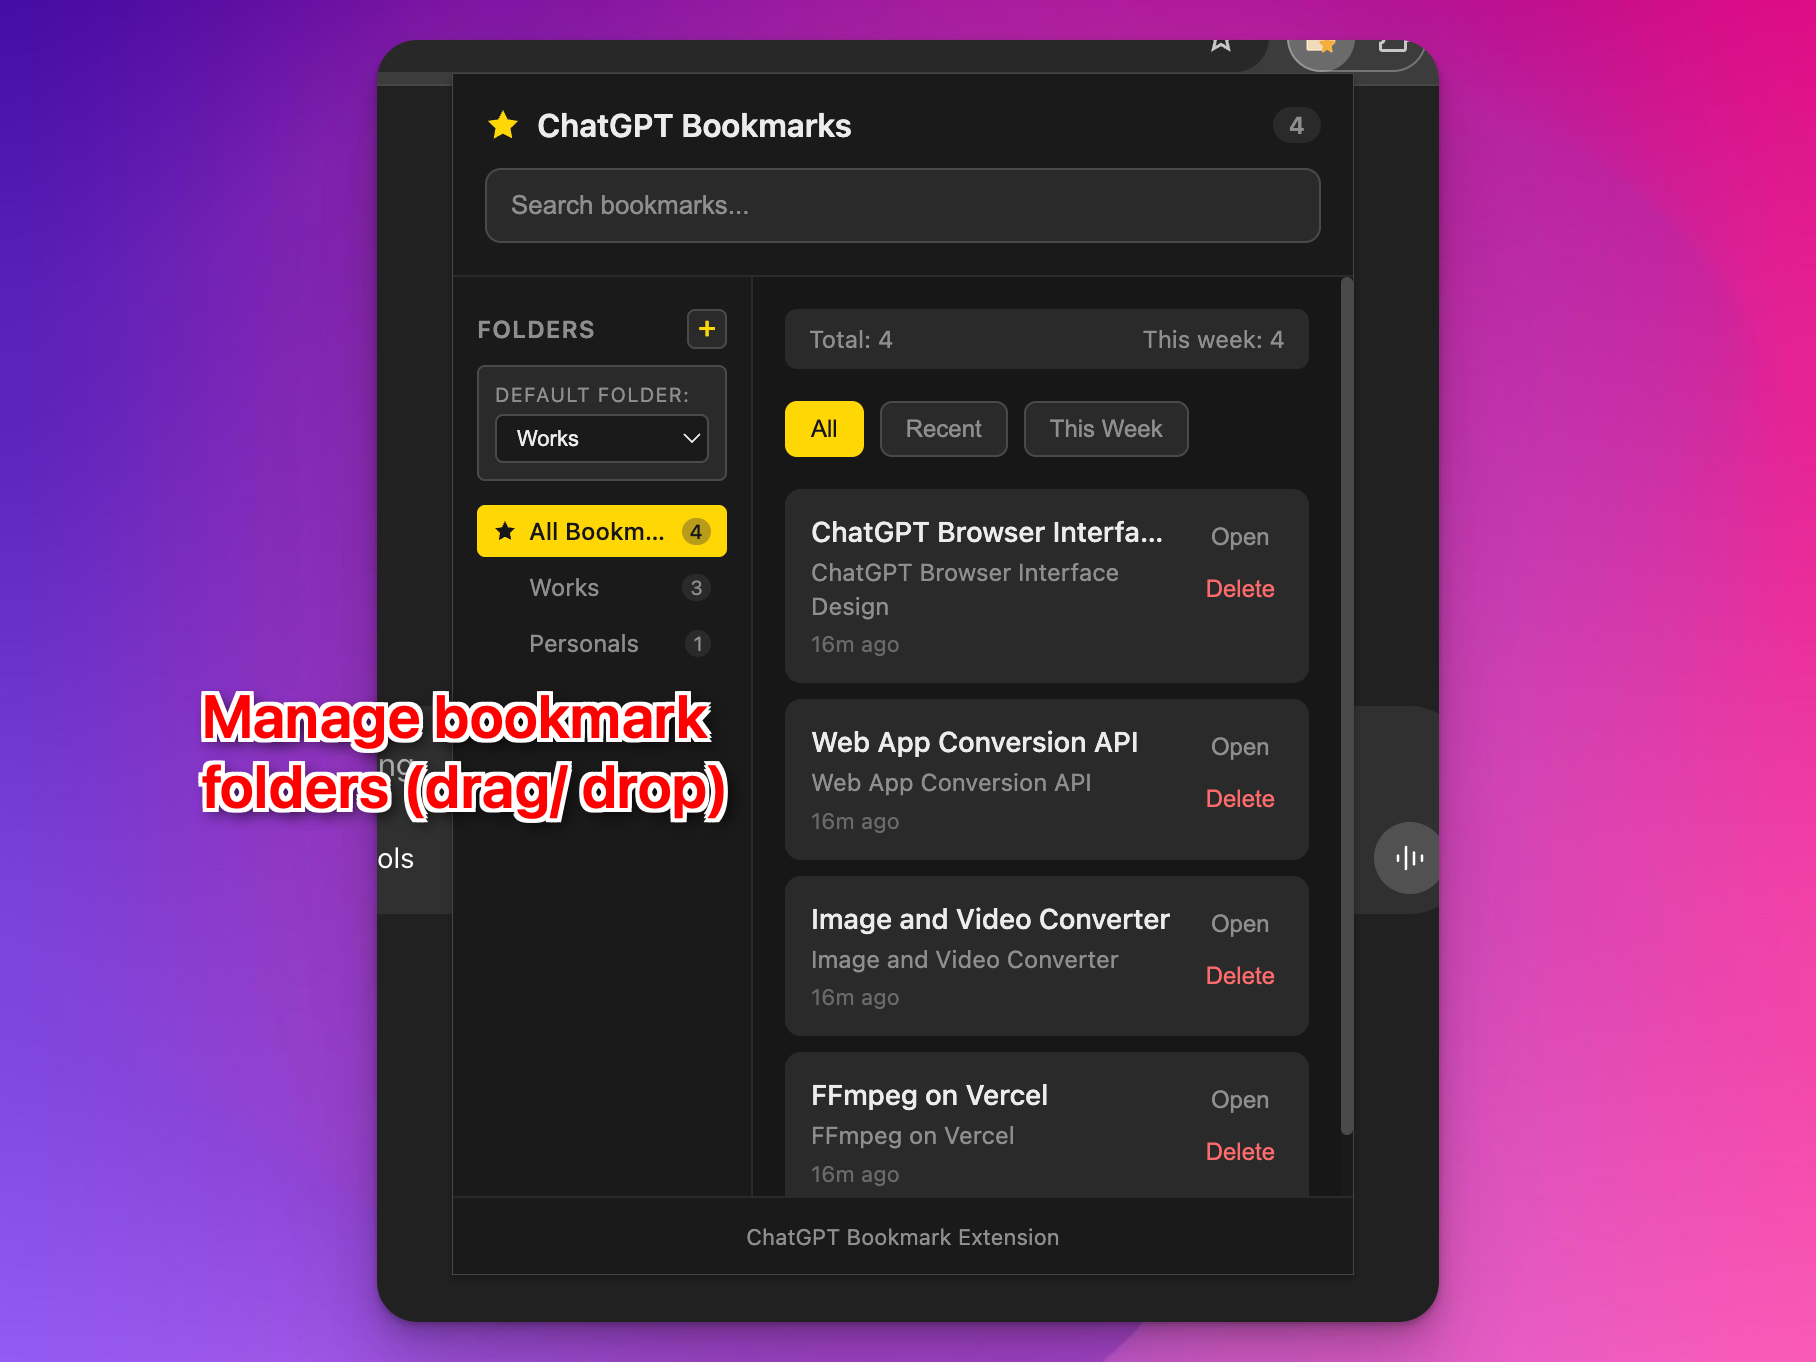 ChatGPT Bookmarks
4
Search bookmarks...
FOLDERS
+
DEFAULT FOLDER:
Works
All Bookm... 4
Works 3
Personals 1
Total: 4 This week: 4
All Recent This Week
ChatGPT Browser Interfa...
Open
ChatGPT Browser Interface
Design
Delete
16m ago
Web App Conversion API
Open
Web App Conversion API
Delete
16m ago
Image and Video Converter
Open
Image and Video Converter
Delete
16m ago
FFmpeg on Vercel
Open
FFmpeg on Vercel
Delete
16m ago
Manage bookmark
folders (drag/ drop)
ng
ols
ChatGPT Bookmark Extension